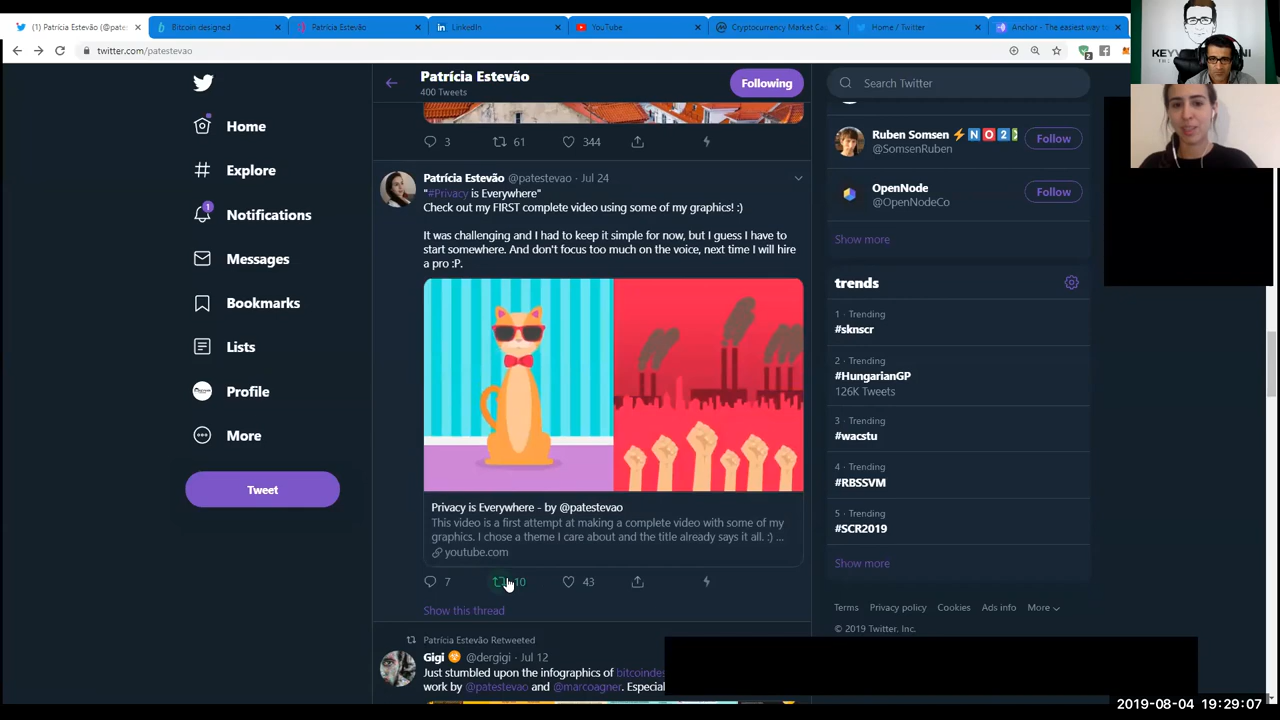 (1) Patrícia Estevão (@pate
Bitcoin designed
Patrícia Estevão
LinkedIn
YouTube
Cryptocurrency Market Ca
Home / Twitter
Anchor - The easiest way to
twitter.com/patestevao
2
Patrícia Estevão
400 Tweets
Following
Search Twitter
Home
Explore
Notifications
1
Messages
Bookmarks
Lists
Profile
More
Tweet
3
61
344
Patrícia Estevão @patestevao · Jul 24
"#Privacy is Everywhere"
Check out my FIRST complete video using some of my graphics! :)
It was challenging and I had to keep it simple for now, but I guess I have to
start somewhere. And don't focus too much on the voice, next time I will hire
a pro :P.
Privacy is Everywhere - by @patestevao
This video is a first attempt at making a complete video with some of my
graphics. I chose a theme I care about and the title already says it all. :) ...
youtube.com
7
10
43
Show this thread
Patrícia Estevão Retweeted
Gigi @dergigi · Jul 12
Just stumbled upon the infographics of bitcoindes
work by @patestevao and @marcoagner. Especial
Ruben Somsen NO2
@SomsenRuben
Follow
OpenNode
@OpenNodeCo
Follow
Show more
trends
1 · Trending
#sknscr
2 · Trending
#HungarianGP
126K Tweets
3 · Trending
#wacstu
4 · Trending
#RBSSVM
5 · Trending
#SCR2019
Show more
Terms Privacy policy Cookies Ads info More
© 2019 Twitter, Inc.
2019-08-04 19:29:07